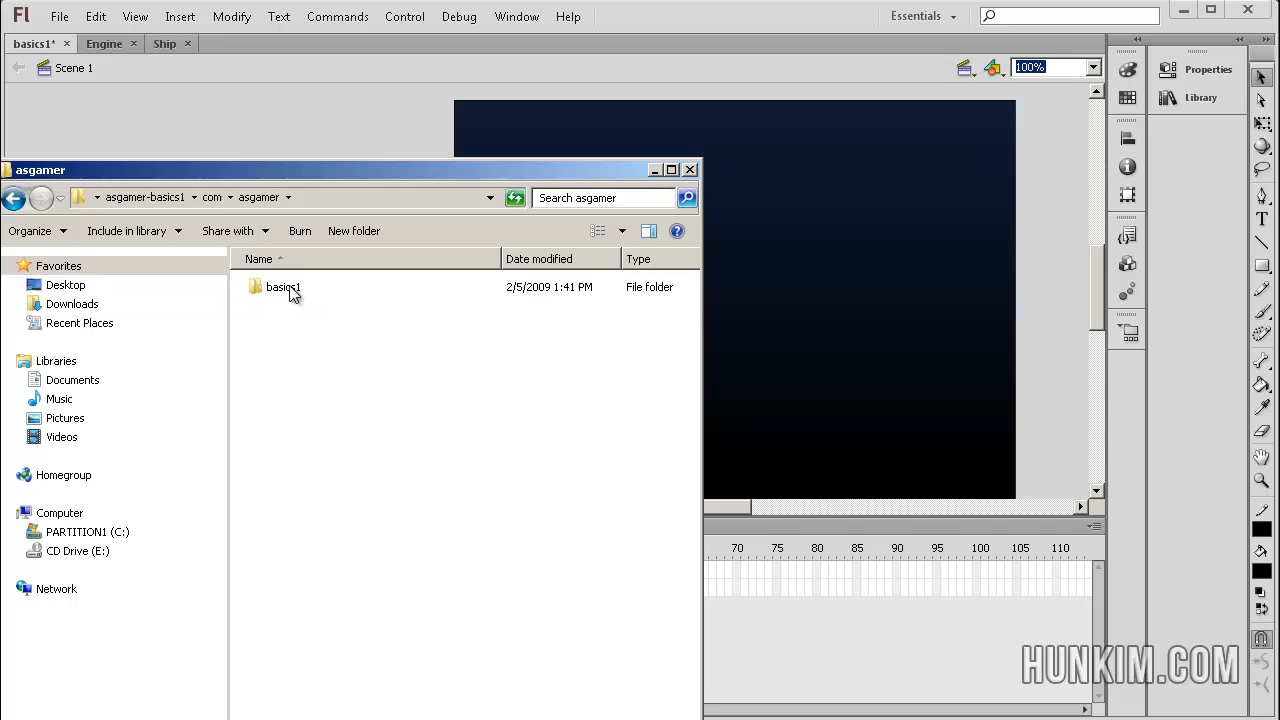 Fl File Edit View Insert Modify Text Commands Control Debug Window Help Essentials
basics1* × Engine × Ship ×
Scene 1 100%
Properties
Library
asgamer
asgamer-basics1 com asgamer Search asgamer
Organize Include in library Share with Burn New folder
Name Date modified Type
Favorites
Desktop
Downloads
Recent Places
Libraries
Documents
Music
Pictures
Videos
Homegroup
Computer
PARTITION1 (C:)
CD Drive (E:)
Network
basics1 2/5/2009 1:41 PM File folder
70 75 80 85 90 95 100 105 110
HUNKIM.COM